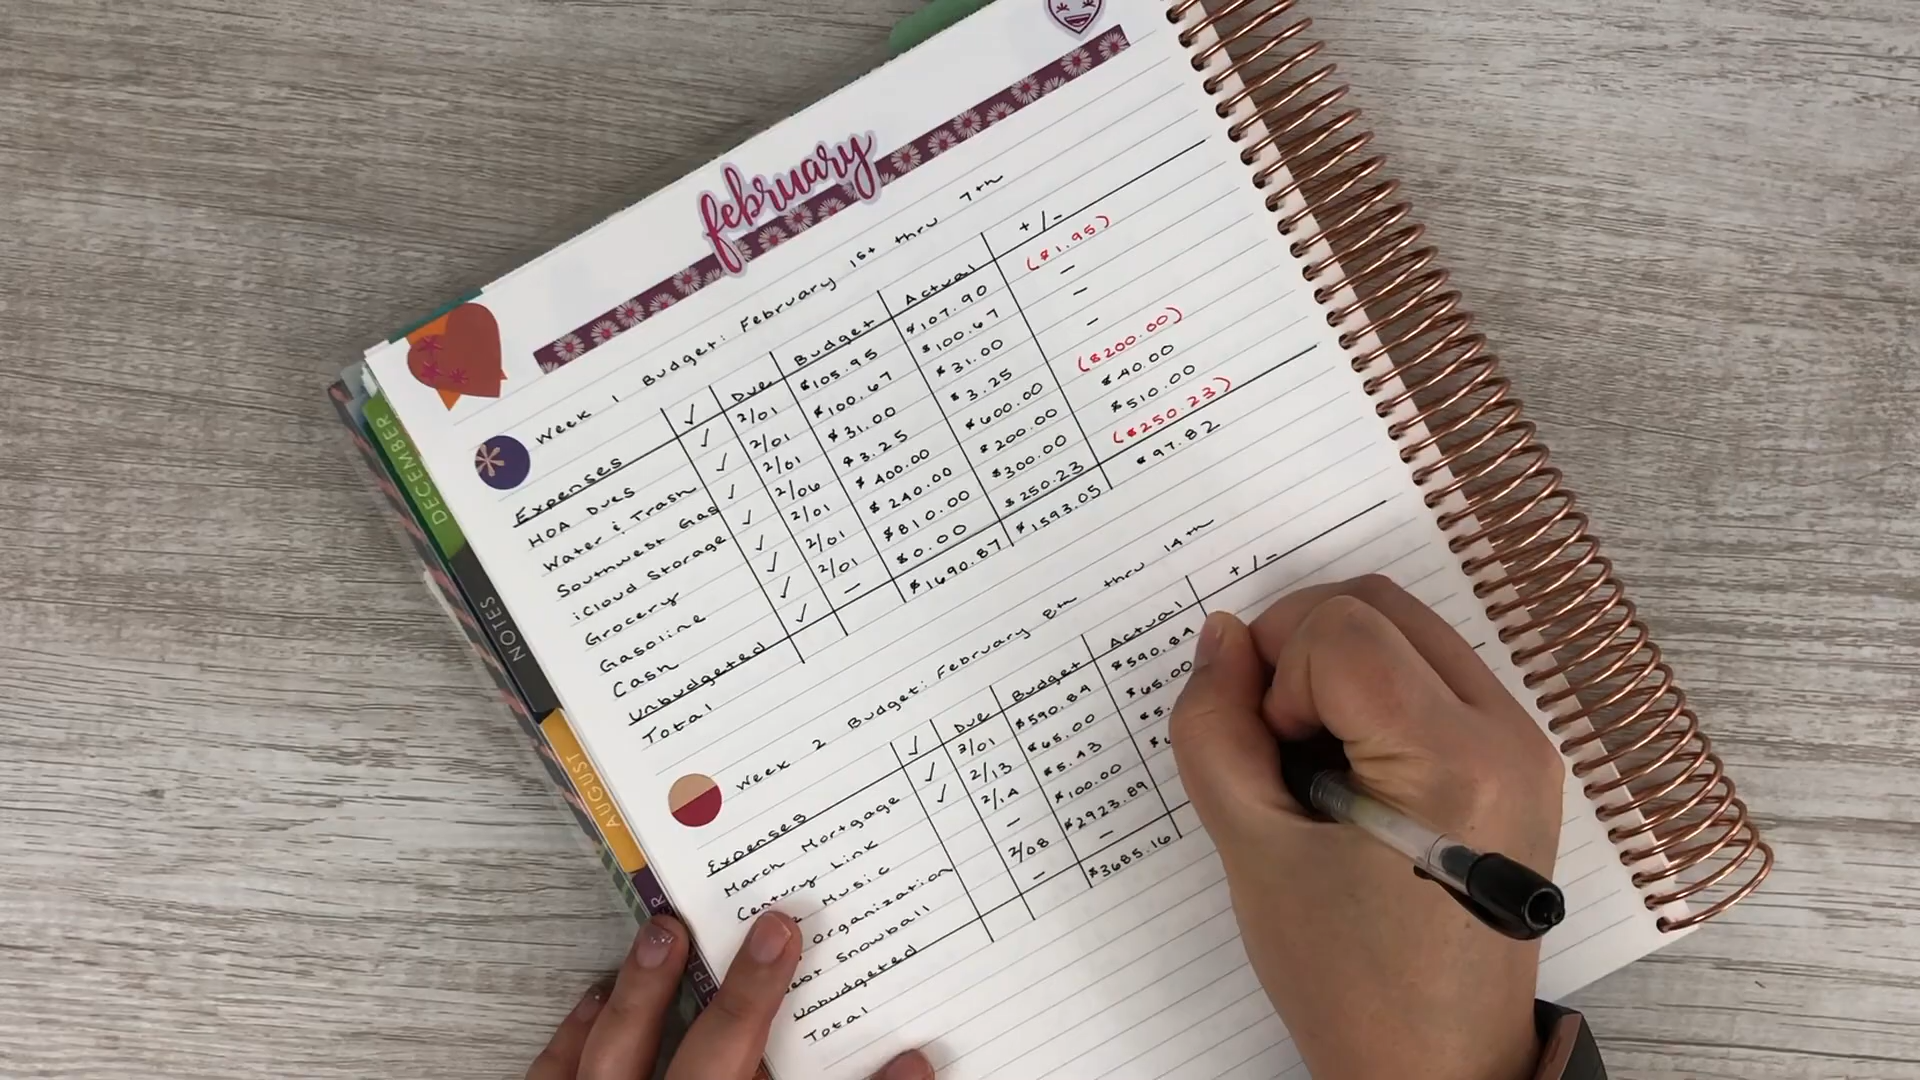 february
Week 1 Budget: February 1st thru 7th
Expenses ✓ Due Budget Actual +/-
HOA Dues ✓ 2/01 $105.95 $107.90 ($1.95)
Water & Trash ✓ 2/01 $100.67 $100.67 –
Southwest Gas ✓ 2/01 $31.00 $31.00 –
iCloud Storage ✓ 2/06 $3.25 $3.25 –
Grocery ✓ 2/01 $400.00 $600.00 ($200.00)
Gasoline ✓ 2/01 $240.00 $200.00 $40.00
Cash ✓ 2/01 $810.00 $300.00 $510.00
Unbudgeted ✓ – $0.00 $250.23 ($250.23)
Total $1690.87 $1593.05 $97.82
Week 2 Budget: February 8th thru 14th
Expenses ✓ Due Budget Actual +/-
March Mortgage ✓ 3/01 $590.84 $590.84
Century Link ✓ 2/13 $65.00 $65.00
Music 2/14 $5.43 $5.
organization – $100.00
Snowball 2/08 $2923.89
Unbudgeted – –
Total $3685.16
DECEMBER
NOTES
AUGUST